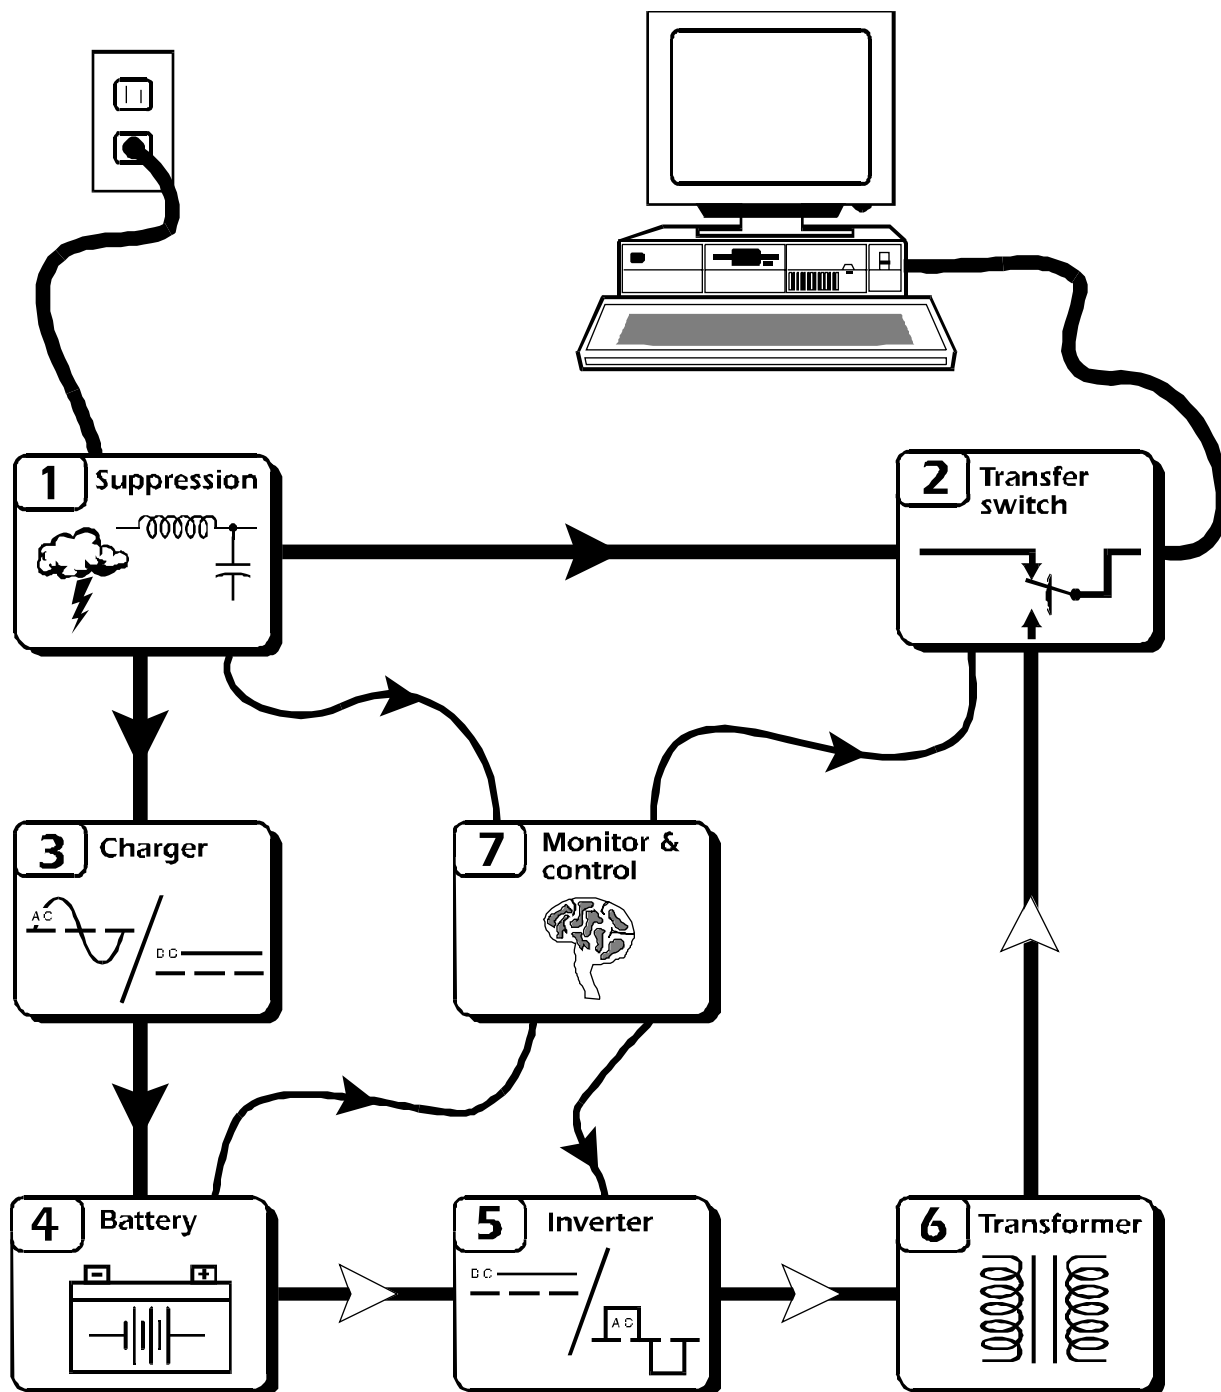 1 Suppression
2 Transfer
switch
3 Charger
AC
DC
7 Monitor &
control
4 Battery
- +
5 Inverter
DC
AC
6 Transformer